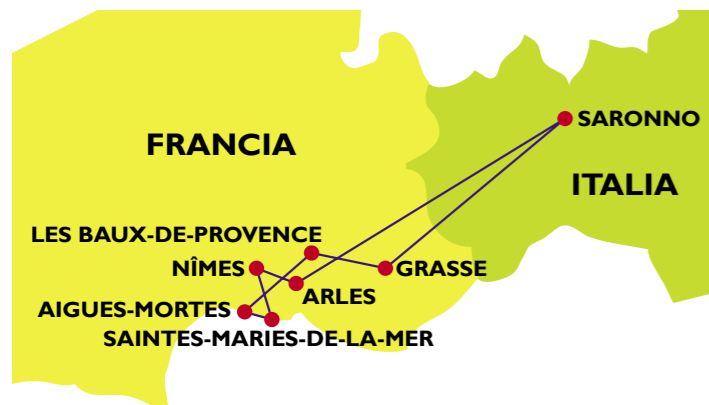 SARONNO
FRANCIA
ITALIA
LES BAUX-DE-PROVENCE
NÎMES
GRASSE
ARLES
AIGUES-MORTES
SAINTES-MARIES-DE-LA-MER